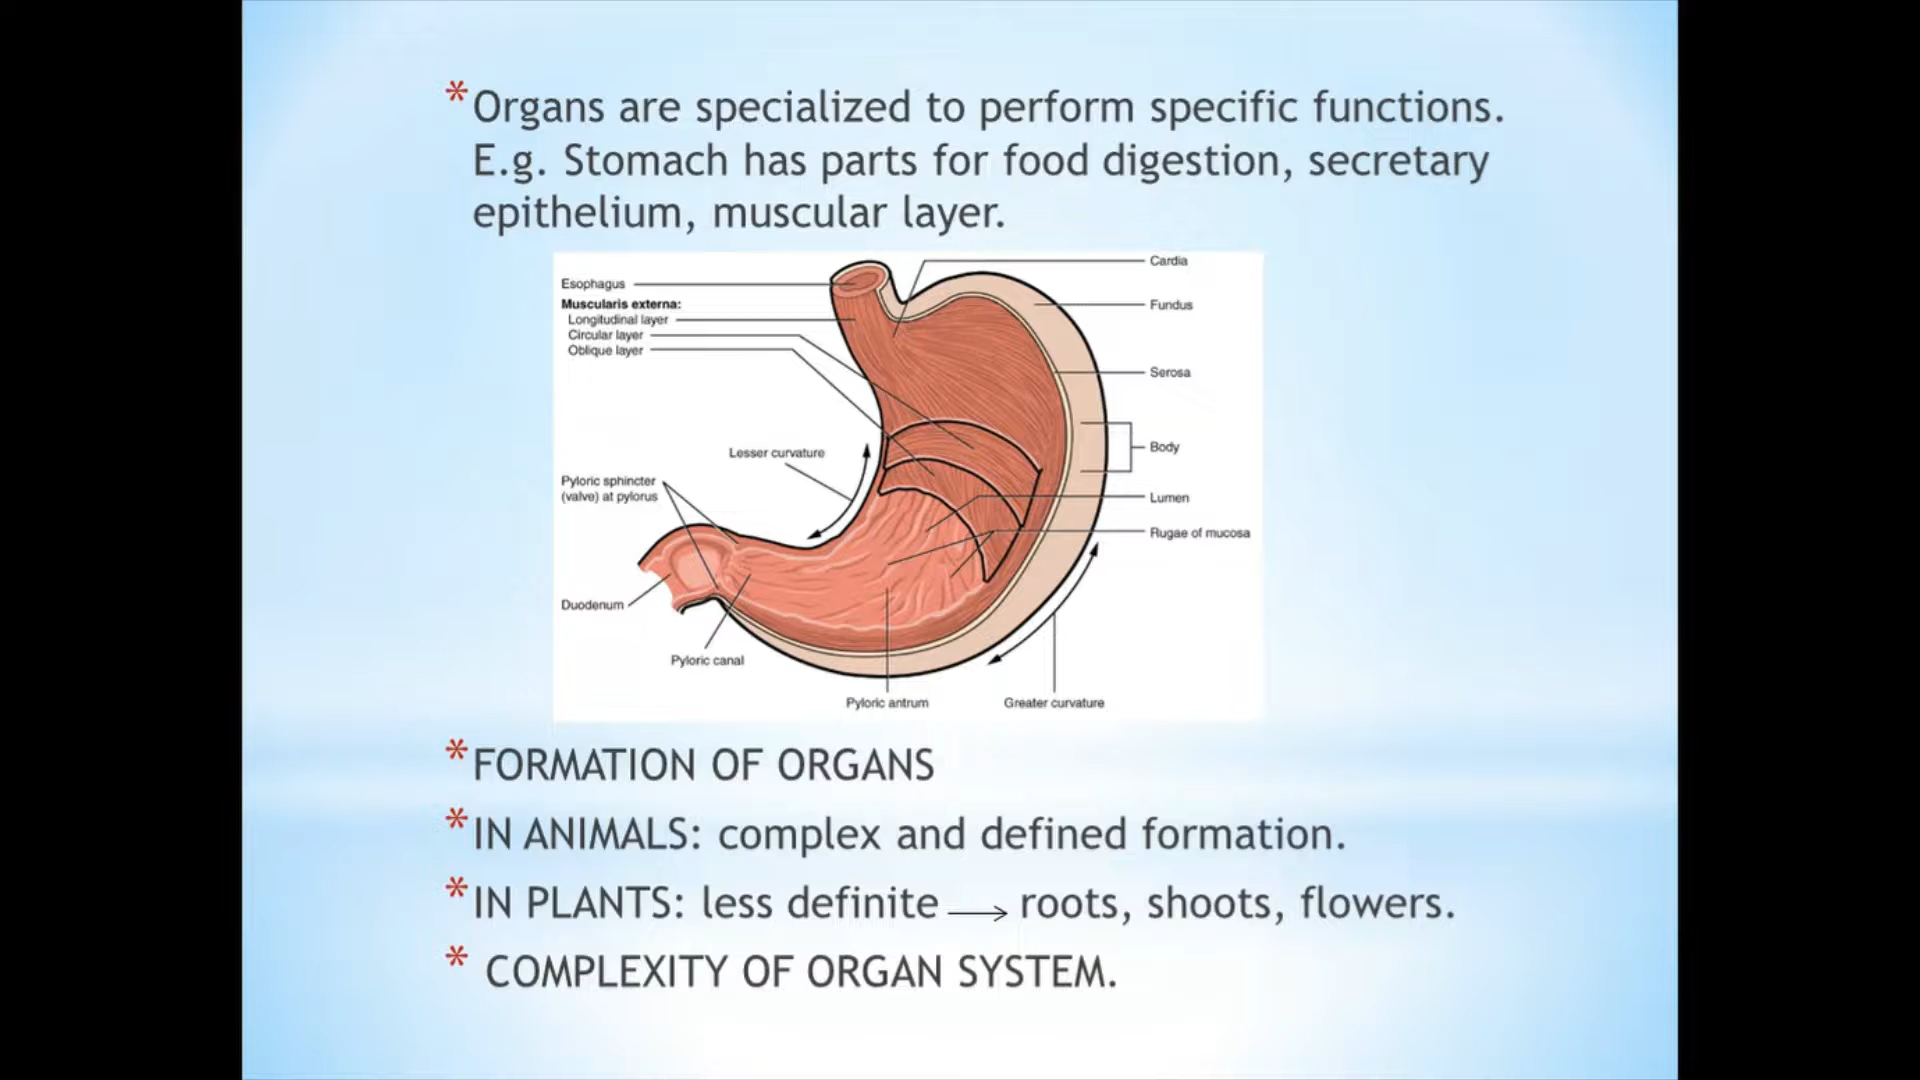 * Organs are specialized to perform specific functions.
E.g. Stomach has parts for food digestion, secretary
epithelium, muscular layer.
Esophagus
Muscularis externa:
Longitudinal layer
Circular layer
Oblique layer
Cardia
Fundus
Serosa
Body
Lesser curvature
Pyloric sphincter
(valve) at pylorus
Lumen
Rugae of mucosa
Duodenum
Pyloric canal
Pyloric antrum
Greater curvature
* FORMATION OF ORGANS
* IN ANIMALS: complex and defined formation.
* IN PLANTS: less definite → roots, shoots, flowers.
* COMPLEXITY OF ORGAN SYSTEM.